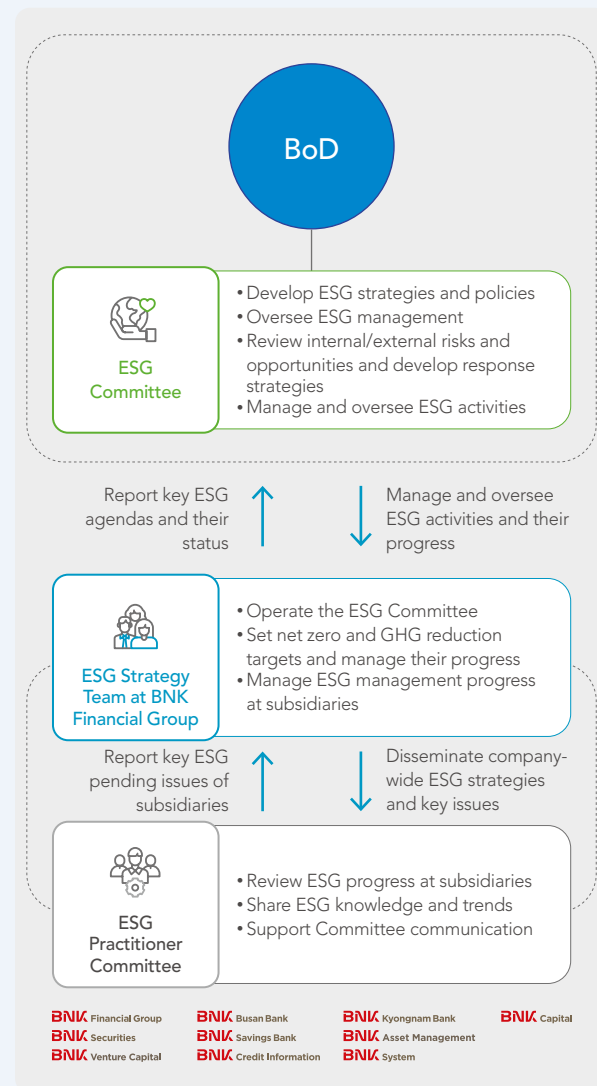 BoD
ESG
Committee
• Develop ESG strategies and policies
• Oversee ESG management
• Review internal/external risks and
opportunities and develop response
strategies
• Manage and oversee ESG activities
Report key ESG
agendas and their
status
Manage and oversee
ESG activities and their
progress
ESG Strategy
Team at BNK
Financial Group
• Operate the ESG Committee
• Set net zero and GHG reduction
targets and manage their progress
• Manage ESG management progress
at subsidiaries
Report key ESG
pending issues of
subsidiaries
Disseminate company-
wide ESG strategies
and key issues
ESG
Practitioner
Committee
• Review ESG progress at subsidiaries
• Share ESG knowledge and trends
• Support Committee communication
BNK Financial Group
BNK Busan Bank
BNK Kyongnam Bank
BNK Capital
BNK Securities
BNK Savings Bank
BNK Asset Management
BNK Venture Capital
BNK Credit Information
BNK System